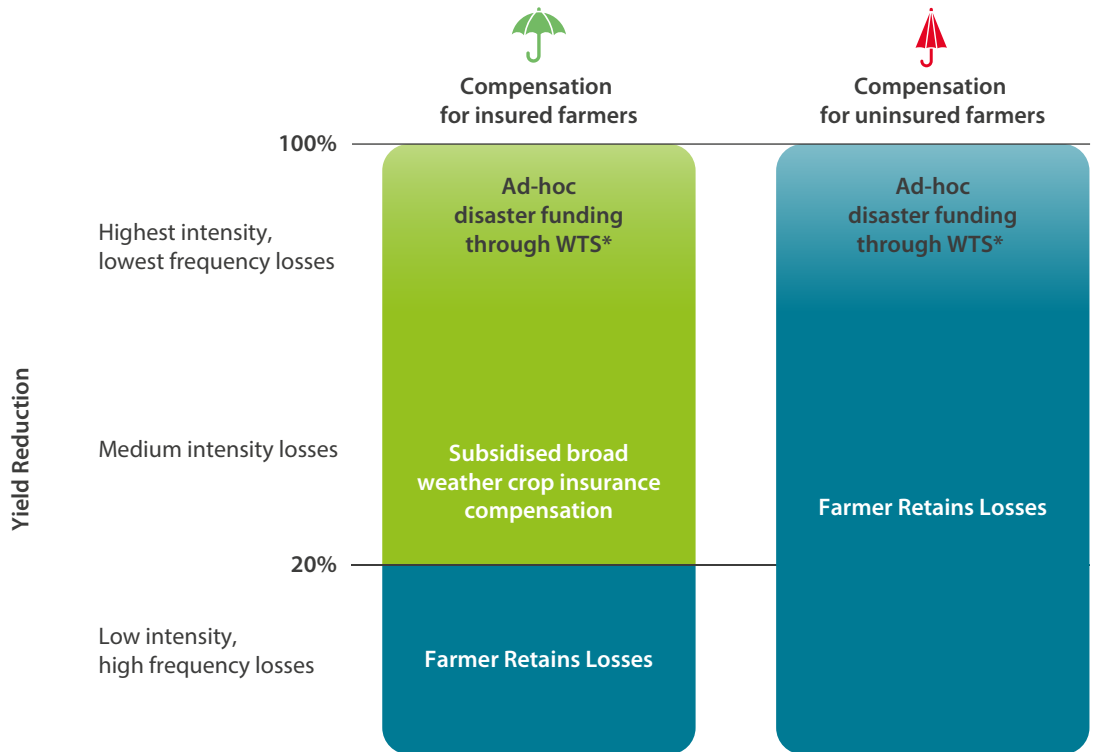 Compensation
for insured farmers
Compensation
for uninsured farmers
100%
Ad-hoc
disaster funding
through WTS*
Ad-hoc
disaster funding
through WTS*
Highest intensity,
lowest frequency losses
Yield Reduction
Medium intensity losses
Subsidised broad
weather crop insurance
compensation
Farmer Retains Losses
20%
Low intensity,
high frequency losses
Farmer Retains Losses